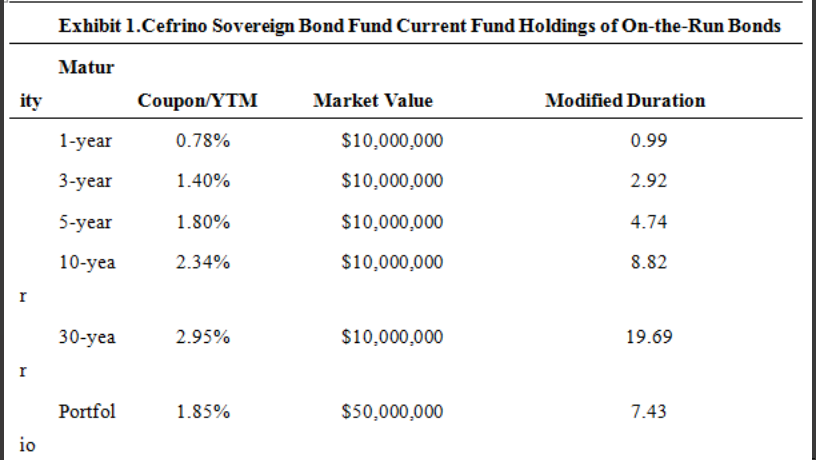 Exhibit 1.Cefrino Sovereign Bond Fund Current Fund Holdings of On-the-Run Bonds
Matur
ity Coupon/YTM Market Value Modified Duration
1-year 0.78% $10,000,000 0.99
3-year 1.40% $10,000,000 2.92
5-year 1.80% $10,000,000 4.74
10-yea 2.34% $10,000,000 8.82
r
30-yea 2.95% $10,000,000 19.69
r
Portfol 1.85% $50,000,000 7.43
io